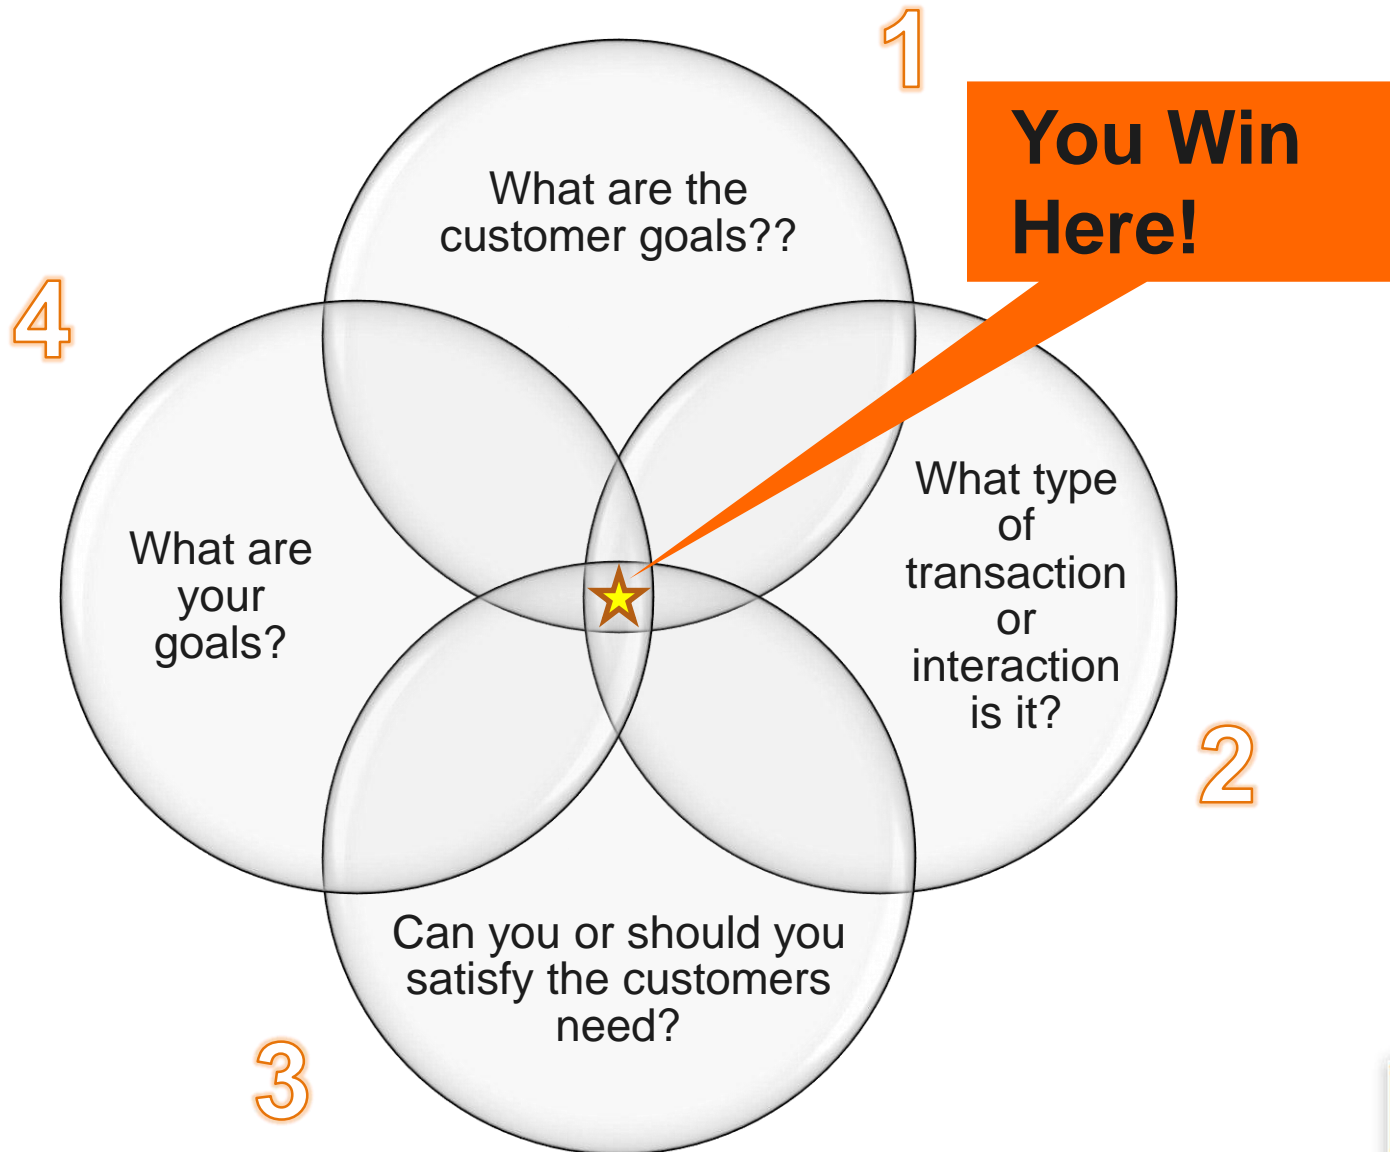 1
You Win
Here!
What are the
customer goals??
4
What type
of
transaction
or
interaction
is it?
What are
your
goals?
2
Can you or should you
satisfy the customers
need?
3